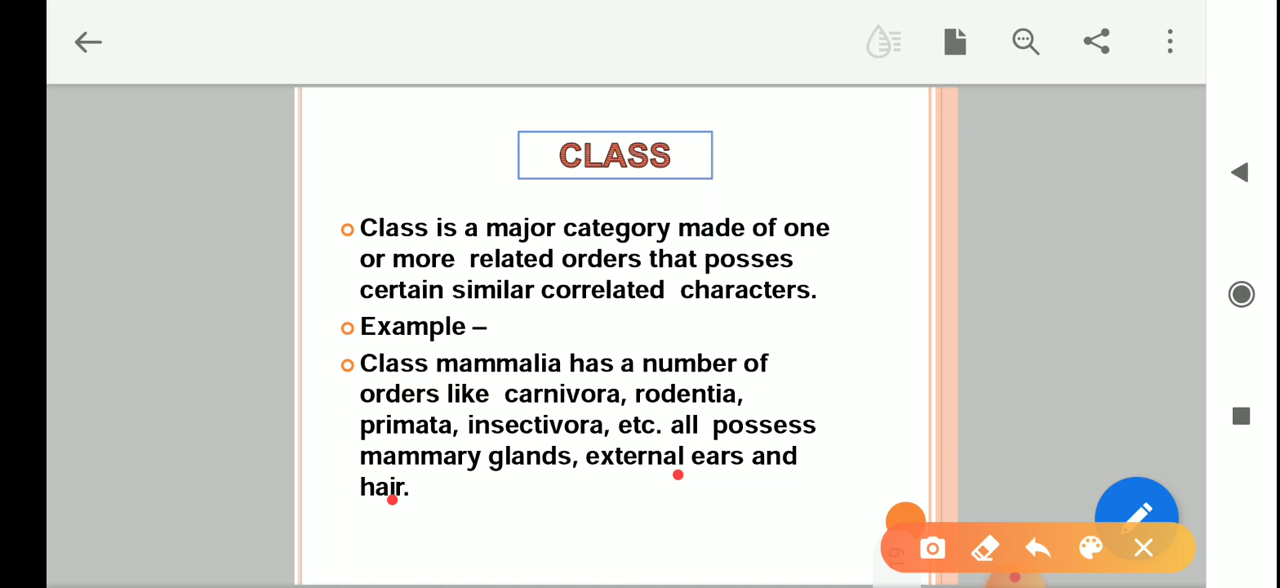 CLASS
Class is a major category made of one
or more related orders that posses
certain similar correlated characters.
Example –
Class mammalia has a number of
orders like carnivora, rodentia,
primata, insectivora, etc. all possess
mammary glands, external ears and
hair.